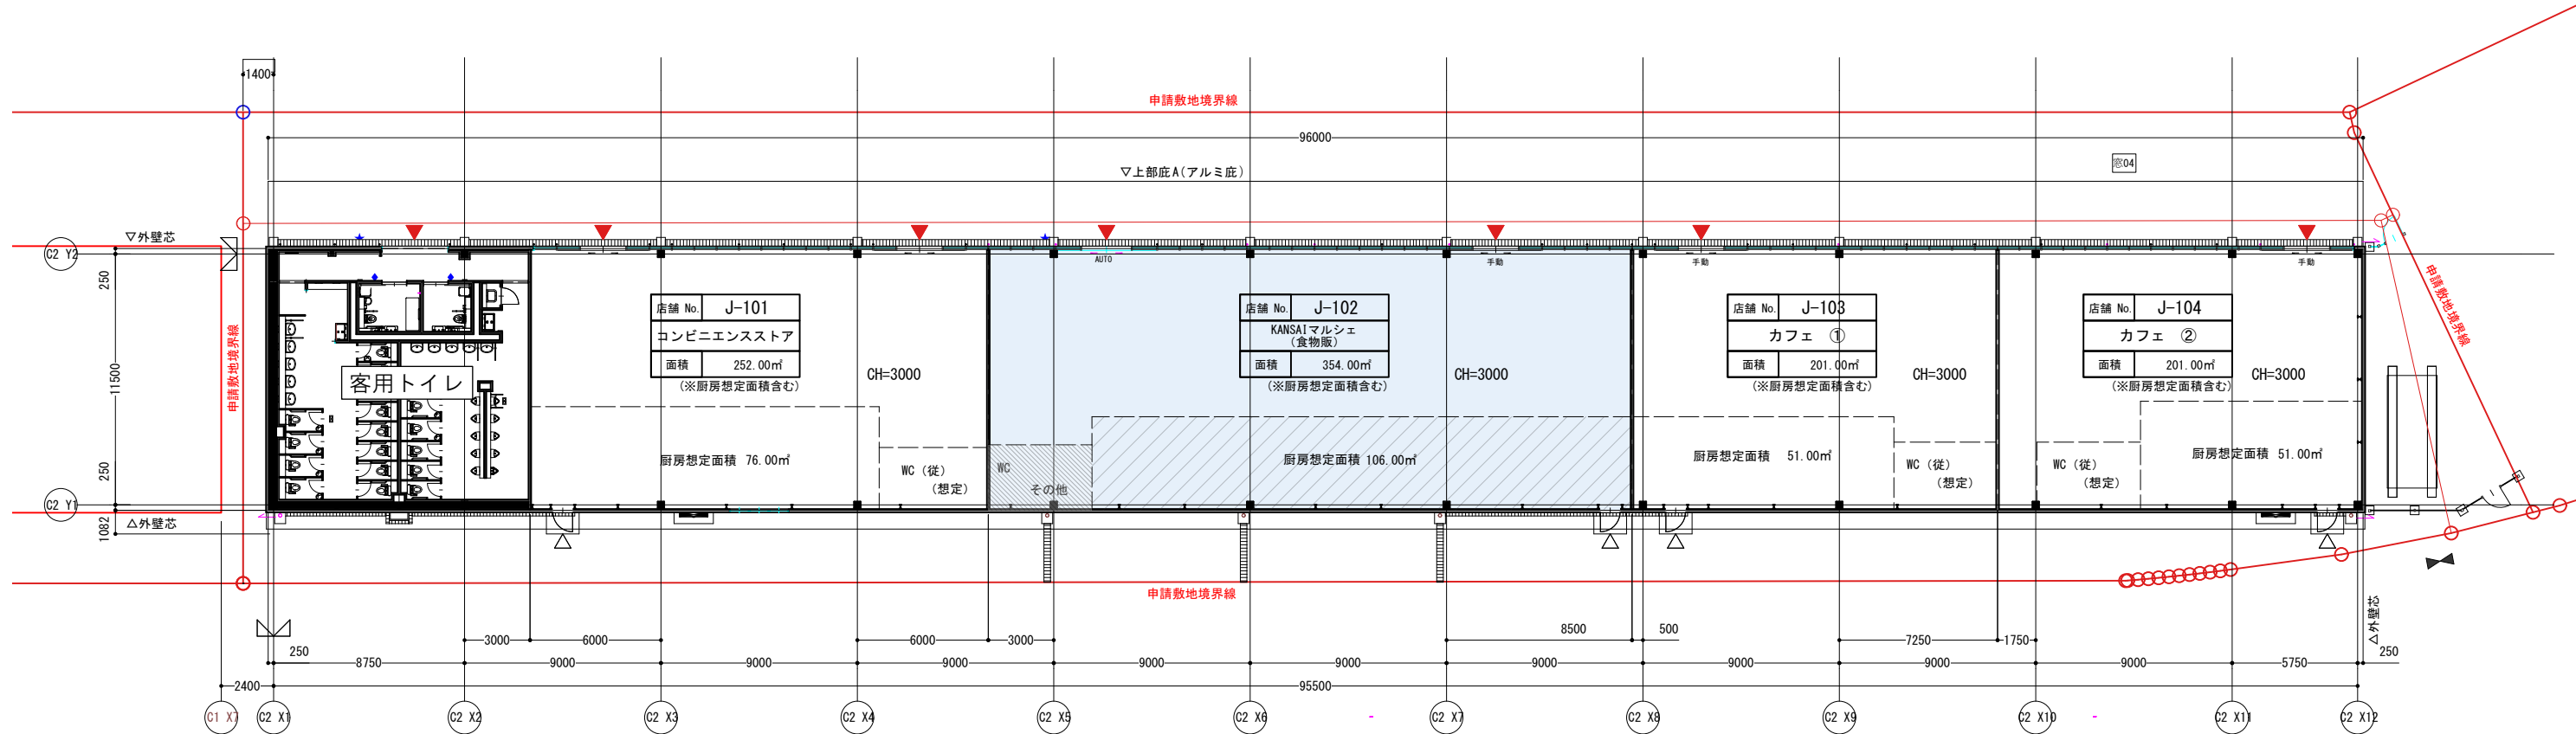 1400
申請敷地境界線
96000
窓04
▽上部庇A(アルミ庇)
▽外壁芯
C2 Y2
250
11500
250
C2 Y1
△外壁芯
1082
申請敷地境界線
客用トイレ
店舗 No. J-101
コンビニエンスストア
面積 252.00㎡
(※厨房想定面積含む)
CH=3000
厨房想定面積 76.00㎡
WC (従)
(想定)
AUTO
店舗 No. J-102
KANSAIマルシェ
(食物販)
面積 354.00㎡
(※厨房想定面積含む)
CH=3000
手動
WC
その他
厨房想定面積 106.00㎡
手動
店舗 No. J-103
カフェ ①
面積 201.00㎡
(※厨房想定面積含む)
CH=3000
厨房想定面積 51.00㎡
WC (従)
(想定)
手動
店舗 No. J-104
カフェ ②
面積 201.00㎡
(※厨房想定面積含む)
CH=3000
WC (従)
(想定)
厨房想定面積 51.00㎡
申請敷地境界線
申請敷地境界線
△外壁芯
3000 6000 6000 3000 8500 500 7250 1750
250 8750 9000 9000 9000 9000 9000 9000 9000 9000 9000 5750 250
2400 95500
C1 X7 C2 X1 C2 X2 C2 X3 C2 X4 C2 X5 C2 X6 C2 X7 C2 X8 C2 X9 C2 X10 C2 X11 C2 X12